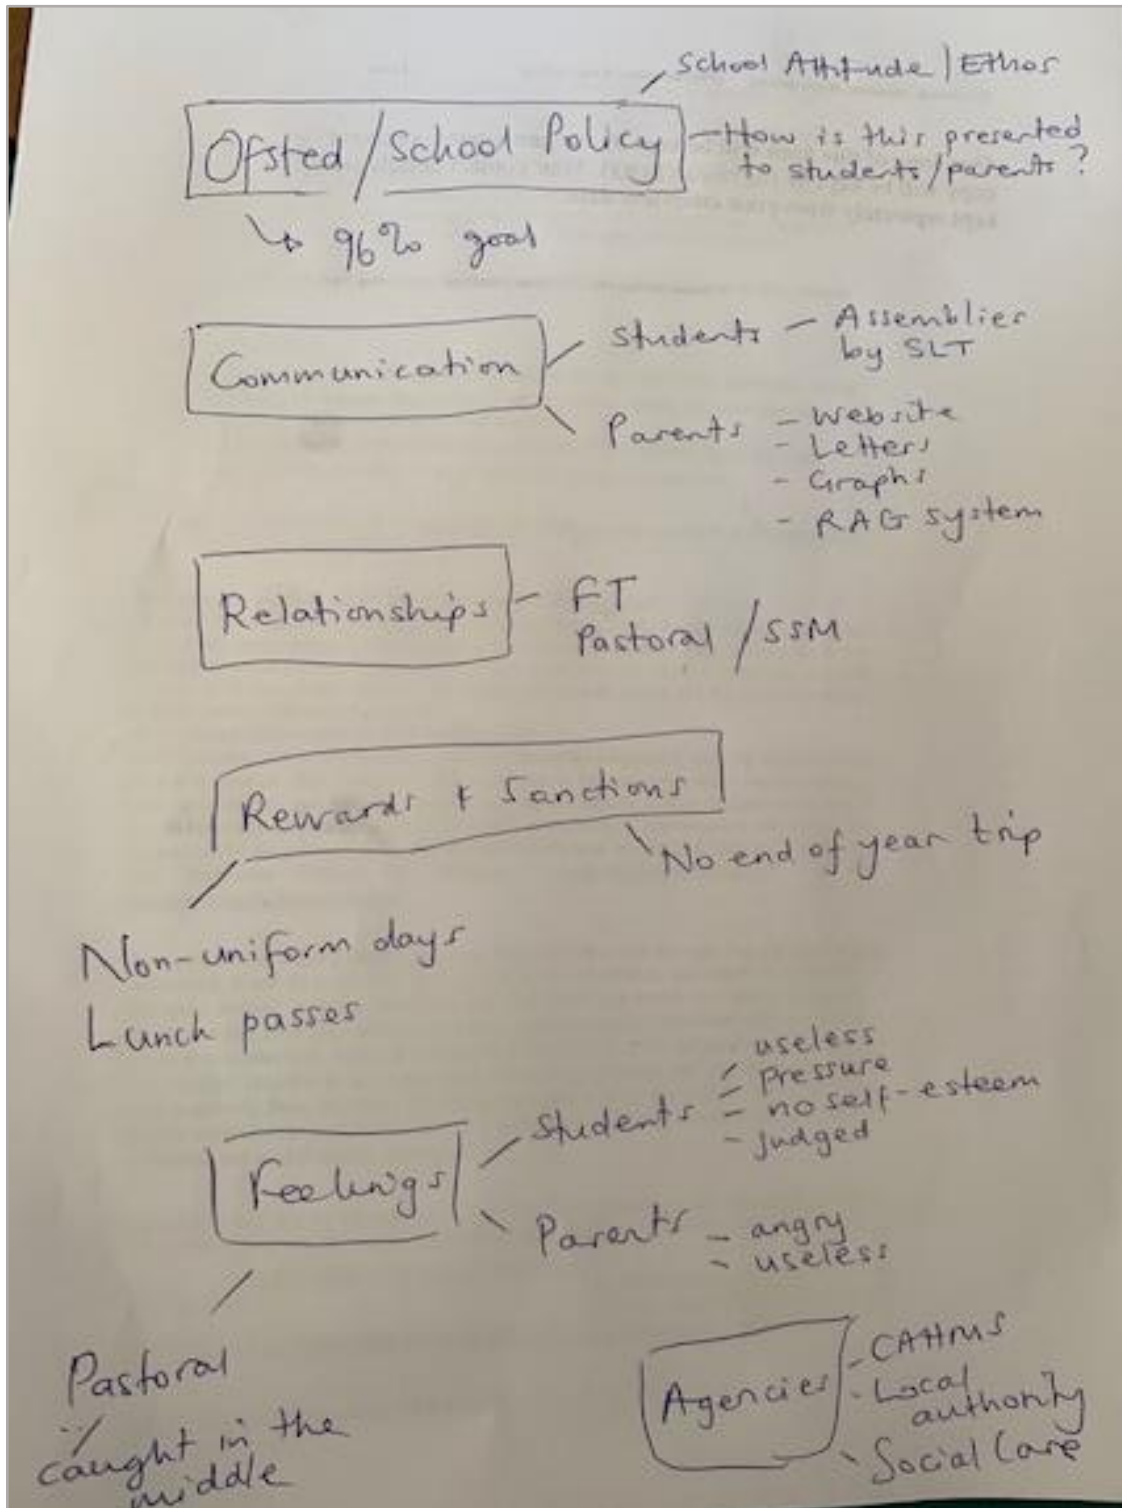 School Attitude / Ethos
Ofsted / School Policy
- How is this presented
to students / parents ?
↳ 96% goal
Communication
Students - Assemblies
by SLT
Parents - Website
- Letters
- Graphs
- RAG system
Relationships - FT
Pastoral / SSM
Rewards + Sanctions
No end of year trip
Non-uniform days
Lunch passes
Feelings
Students
useless
- Pressure
- no self-esteem
- judged
Parents - angry
- useless
Pastoral
caught in the
middle
Agencies
- CAHMS
- Local
authority
Social Care